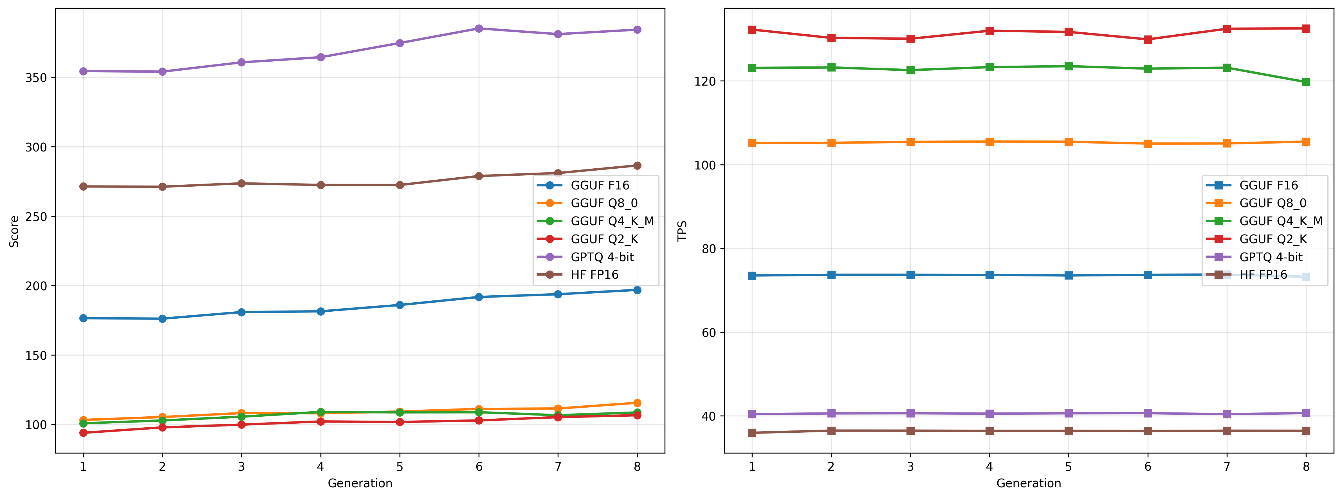 350
300
250
200
150
100
Score
1 2 3 4 5 6 7 8
Generation
GGUF F16
GGUF Q8_0
GGUF Q4_K_M
GGUF Q2_K
GPTQ 4-bit
HF FP16
120
100
80
60
40
TPS
1 2 3 4 5 6 7 8
Generation
GGUF F16
GGUF Q8_0
GGUF Q4_K_M
GGUF Q2_K
GPTQ 4-bit
HF FP16